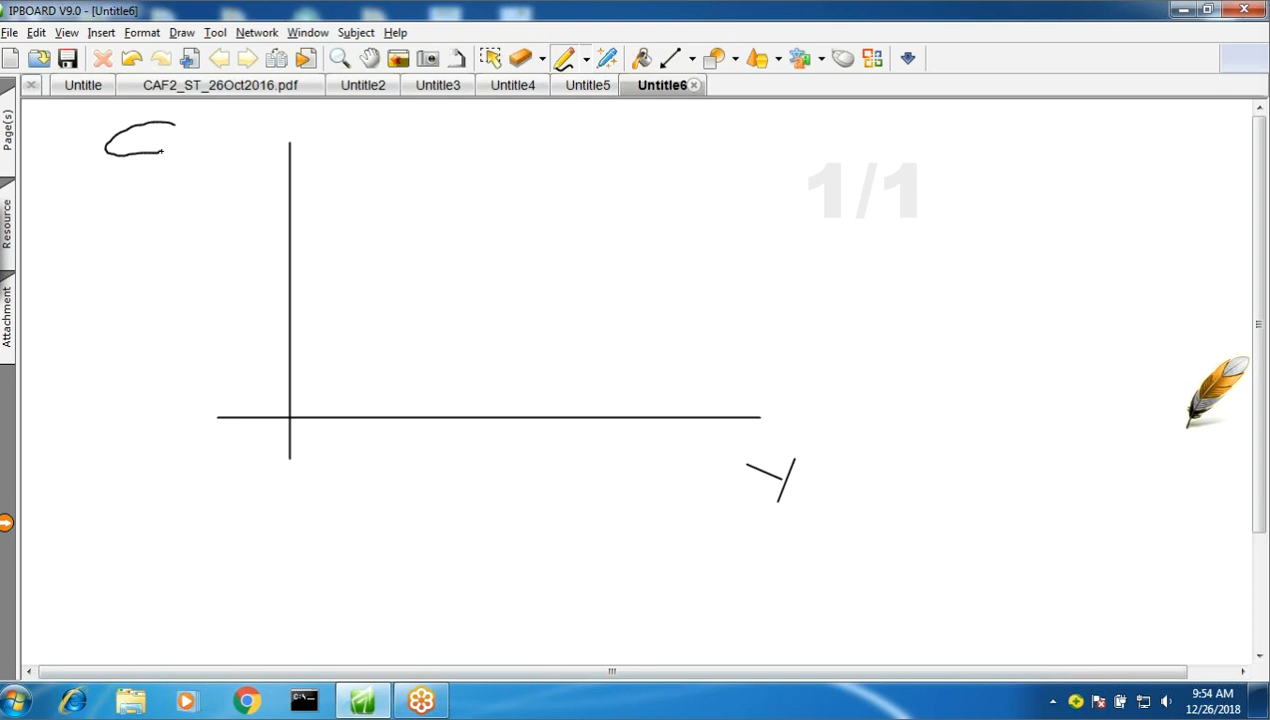 IPBOARD V9.0 - [Untitle6]
File Edit View Insert Format Draw Tool Network Window Subject Help
Untitle CAF2_ST_26Oct2016.pdf Untitle2 Untitle3 Untitle4 Untitle5 Untitle6
Page(s)
Resource
Attachment
C
1/1
Y
9:54 AM
12/26/2018